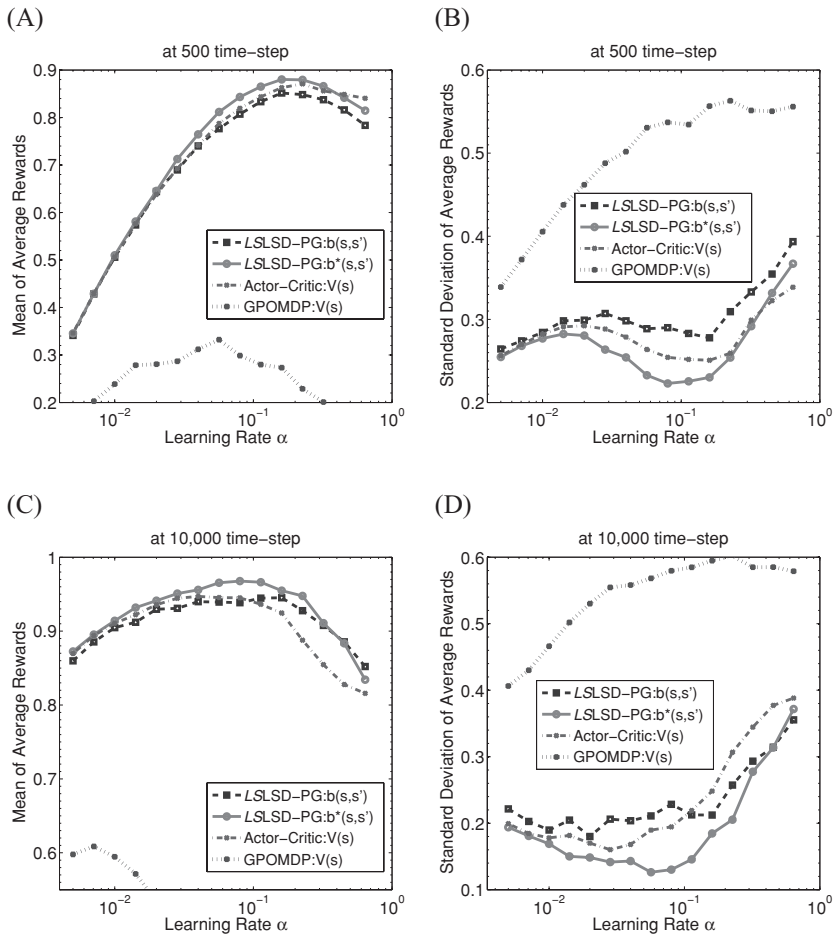 (A)
at 500 time-step
0.9
0.8
0.7
0.6
0.5
0.4
0.3
0.2
Mean of Average Rewards
LSLSD-PG:b(s,s')
LSLSD-PG:b*(s,s')
Actor-Critic:V(s)
GPOMDP:V(s)
10^-2
10^-1
10^0
Learning Rate α
(B)
at 500 time-step
0.6
0.5
0.4
0.3
0.2
Standard Deviation of Average Rewards
LSLSD-PG:b(s,s')
LSLSD-PG:b*(s,s')
Actor-Critic:V(s)
GPOMDP:V(s)
10^-2
10^-1
10^0
Learning Rate α
(C)
at 10,000 time-step
1
0.9
0.8
0.7
0.6
Mean of Average Rewards
LSLSD-PG:b(s,s')
LSLSD-PG:b*(s,s')
Actor-Critic:V(s)
GPOMDP:V(s)
10^-2
10^-1
10^0
Learning Rate α
(D)
at 10,000 time-step
0.6
0.5
0.4
0.3
0.2
0.1
Standard Deviation of Average Rewards
LSLSD-PG:b(s,s')
LSLSD-PG:b*(s,s')
Actor-Critic:V(s)
GPOMDP:V(s)
10^-2
10^-1
10^0
Learning Rate α